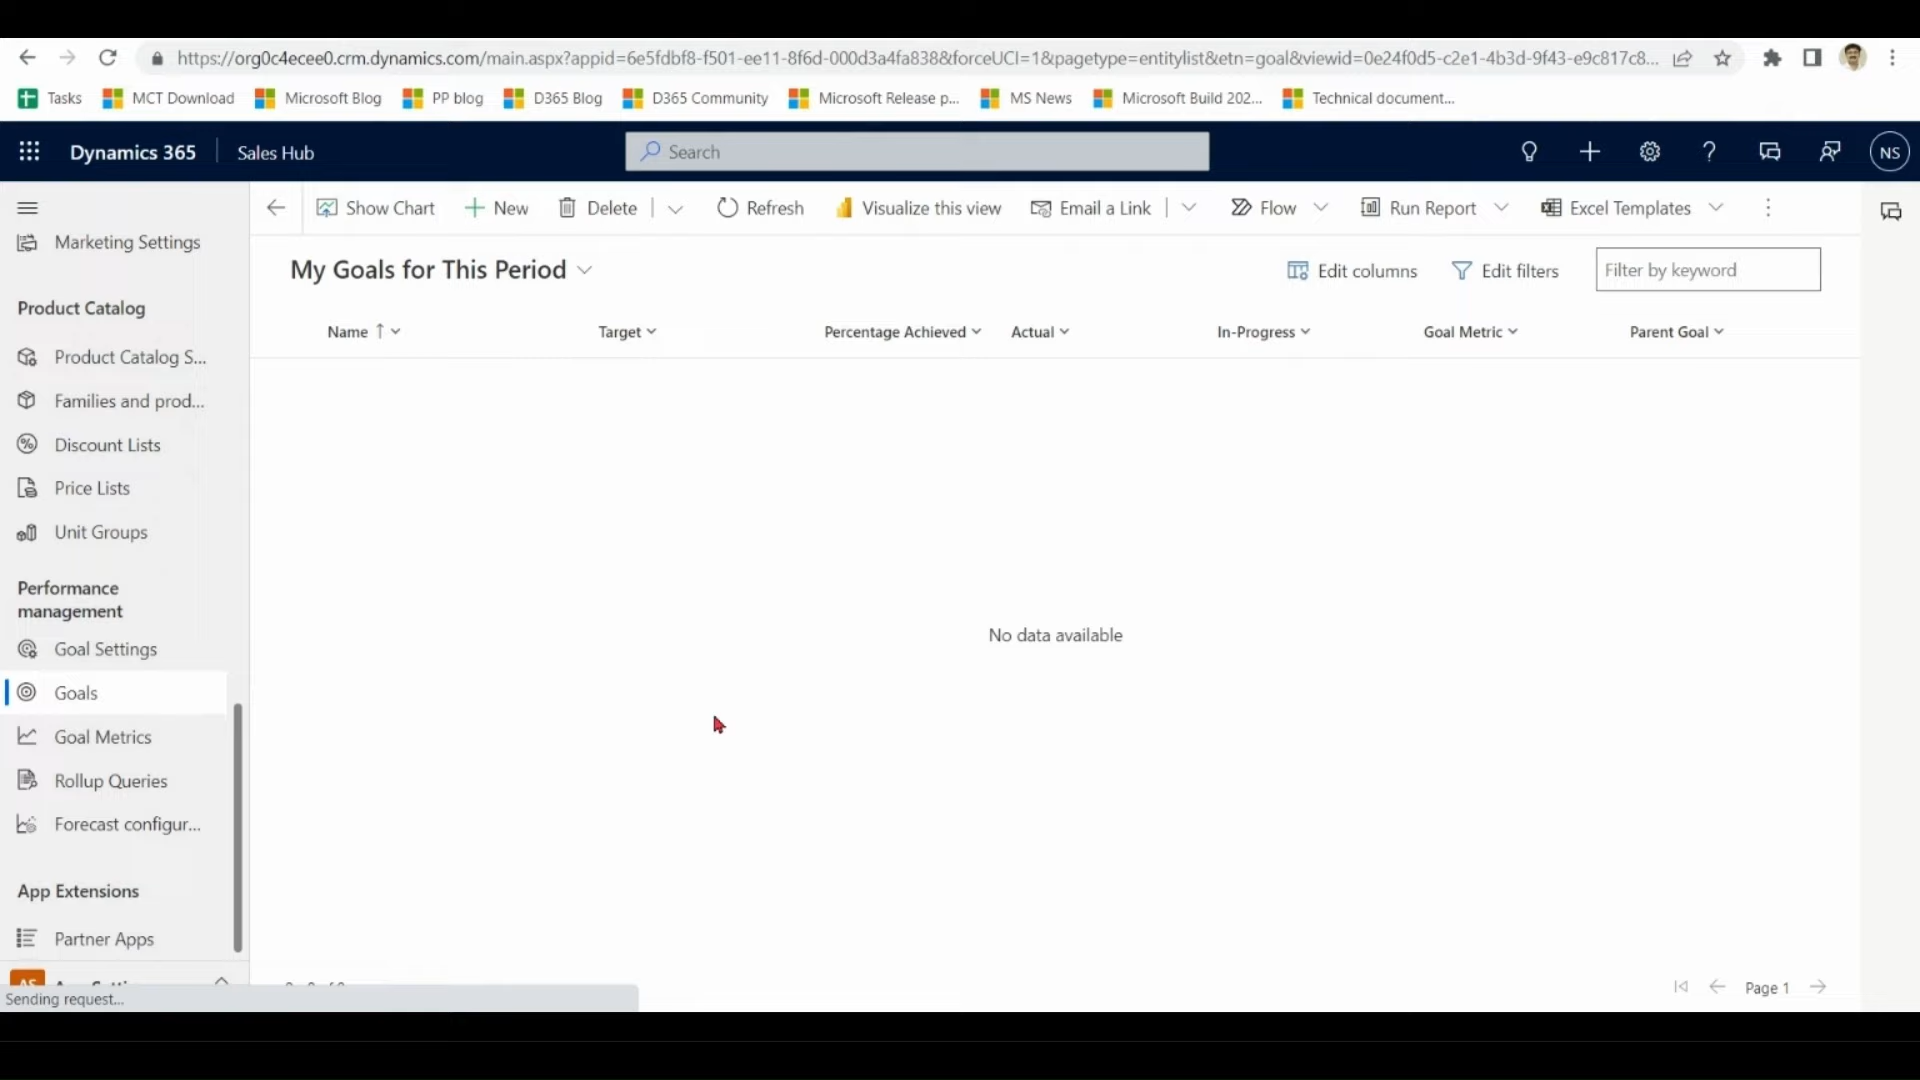 https://org0c4ecee0.crm.dynamics.com/main.aspx?appid=6e5fdbf8-f501-ee11-8f6d-000d3a4fa838&forceUCI=1&pagetype=entitylist&etn=goal&viewid=0e24f0d5-c2e1-4b3d-9f43-e9c817c8...
Tasks MCT Download Microsoft Blog PP blog D365 Blog D365 Community Microsoft Release p... MS News Microsoft Build 202... Technical document...
Dynamics 365 Sales Hub Search NS
Show Chart New Delete Refresh Visualize this view Email a Link Flow Run Report Excel Templates
Marketing Settings
My Goals for This Period Edit columns Edit filters Filter by keyword
Product Catalog
Name Target Percentage Achieved Actual In-Progress Goal Metric Parent Goal
Product Catalog S...
Families and prod...
Discount Lists
Price Lists
Unit Groups
Performance
management
No data available
Goal Settings
Goals
Goal Metrics
Rollup Queries
Forecast configur...
App Extensions
Partner Apps
Page 1
Sending request...